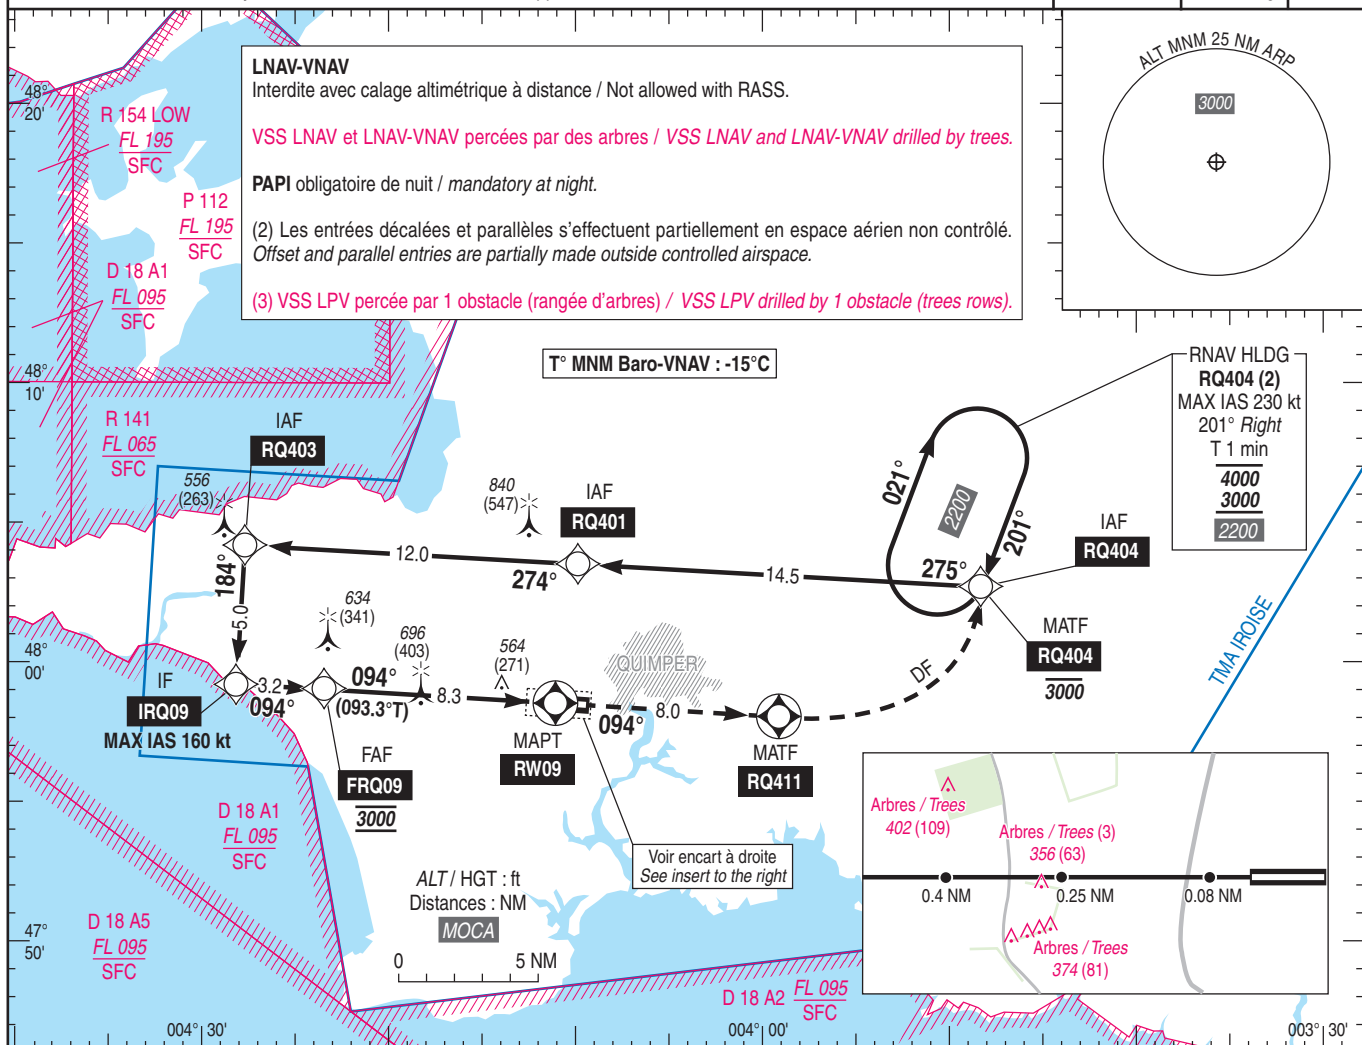 LNAV-VNAV
Interdite avec calage altimétrique à distance / Not allowed with RASS.
VSS LNAV et LNAV-VNAV percées par des arbres / VSS LNAV and LNAV-VNAV drilled by trees.
PAPI obligatoire de nuit / mandatory at night.
(2) Les entrées décalées et parallèles s'effectuent partiellement en espace aérien non contrôlé.
Offset and parallel entries are partially made outside controlled airspace.
(3) VSS LPV percée par 1 obstacle (rangée d'arbres) / VSS LPV drilled by 1 obstacle (trees rows).
ALT MNM 25 NM ARP
3000
48°
20'
R 154 LOW
FL 195
SFC
P 112
FL 195
SFC
D 18 A1
FL 095
SFC
T° MNM Baro-VNAV : -15°C
48°
10'
R 141
FL 065
SFC
RNAV HLDG
RQ404 (2)
MAX IAS 230 kt
201° Right
T 1 min
4000
3000
2200
IAF
RQ403
556
(263)
840
(547)
IAF
RQ401
021°
2200
201°
IAF
RQ404
12.0
274°
14.5
275°
184°
5.0
634
(341)
696
(403)
564
(271)
QUIMPER
MATF
RQ404
3000
TMA IROISE
DF
48°
00'
IF
IRQ09
MAX IAS 160 kt
3.2
094°
094°
(093.3°T)
8.3
094°
8.0
FAF
FRQ09
3000
MAPT
RW09
MATF
RQ411
D 18 A1
FL 095
SFC
Voir encart à droite
See insert to the right
Arbres / Trees
402 (109)
Arbres / Trees (3)
356 (63)
0.4 NM
0.25 NM
0.08 NM
Arbres / Trees
374 (81)
ALT / HGT : ft
Distances : NM
MOCA
0
5 NM
D 18 A5
FL 095
SFC
47°
50'
D 18 A2
FL 095
SFC
004° 30'
004° 00'
003° 30'